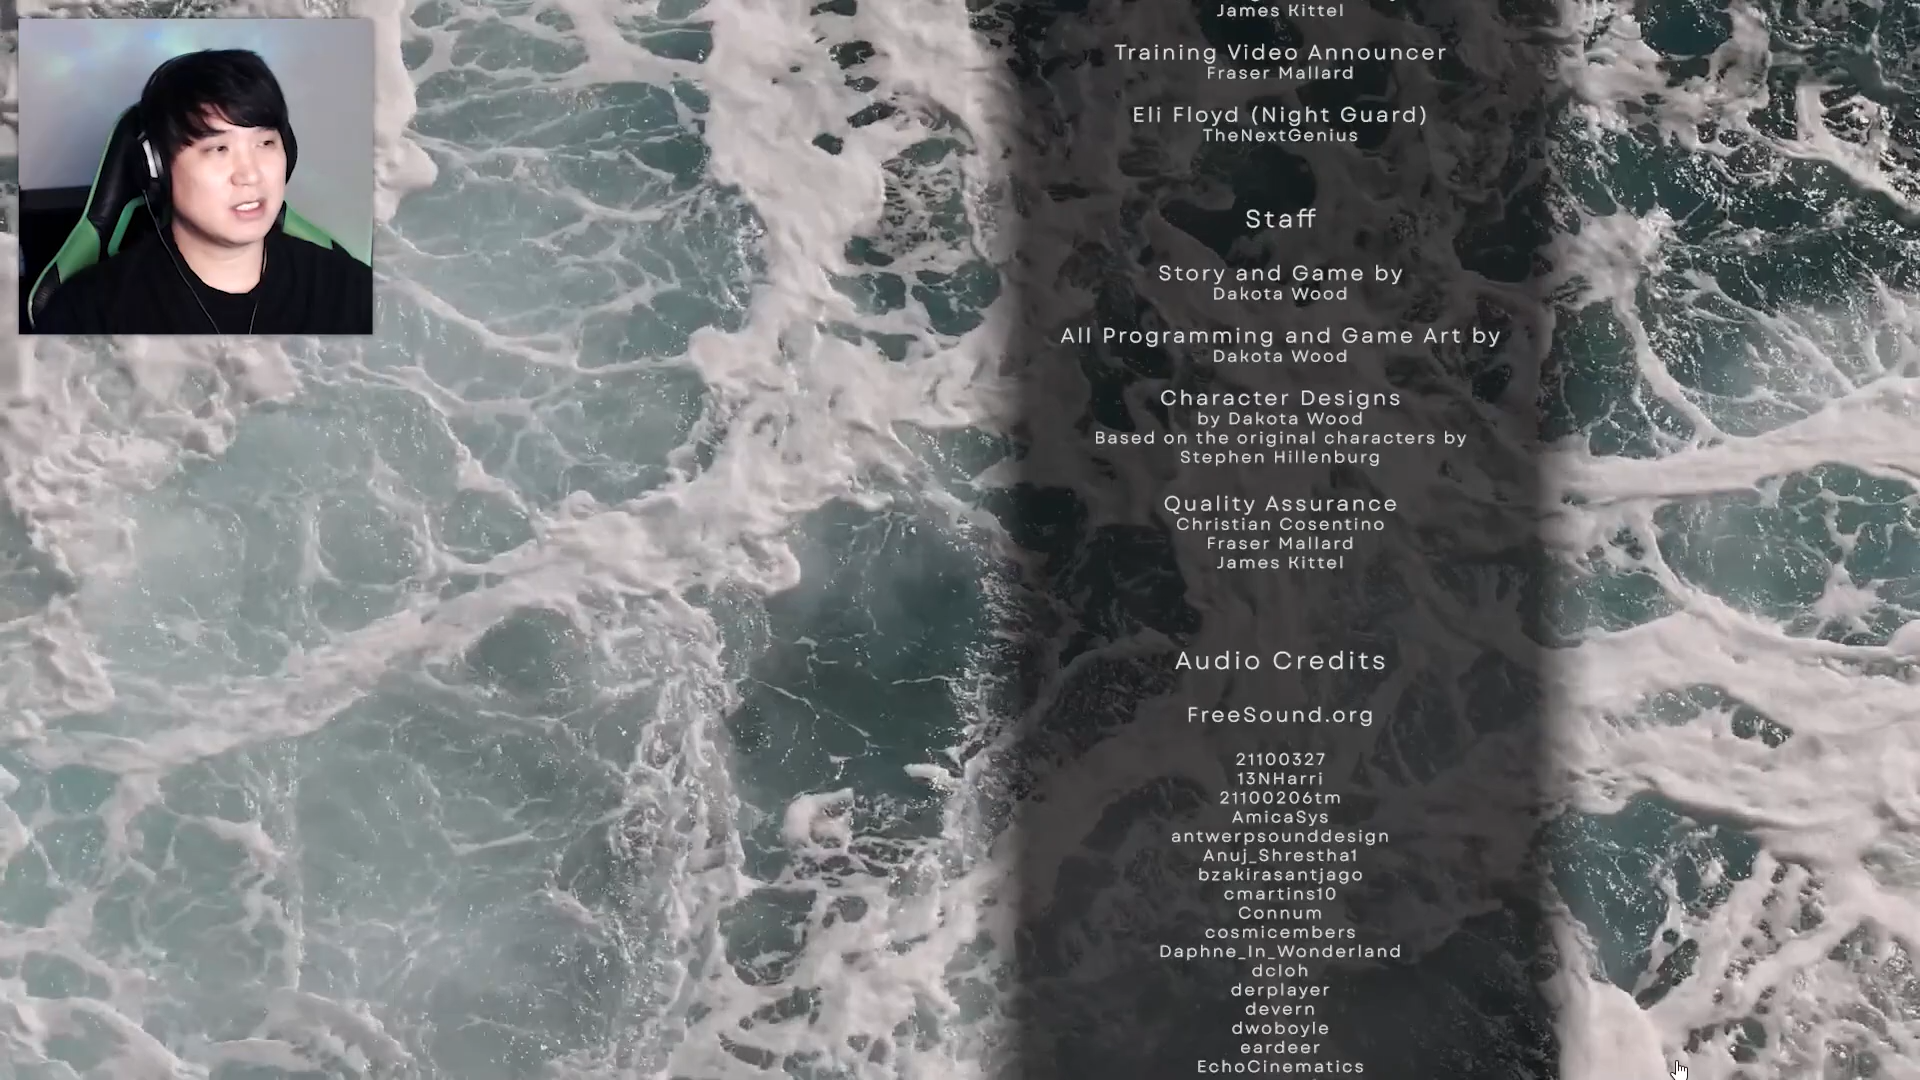 James Kittel
Training Video Announcer
Fraser Mallard
Eli Floyd (Night Guard)
TheNextGenius
Staff
Story and Game by
Dakota Wood
All Programming and Game Art by
Dakota Wood
Character Designs
by Dakota Wood
Based on the original characters by
Stephen Hillenburg
Quality Assurance
Christian Cosentino
Fraser Mallard
James Kittel
Audio Credits
FreeSound.org
21100327
13NHarri
21100206tm
AmicaSys
antwerpsounddesign
Anuj_Shrestha1
bzakirasantjago
cmartins10
Connum
cosmicembers
Daphne_In_Wonderland
dcloh
derplayer
devern
dwoboyle
eardeer
EchoCinematics